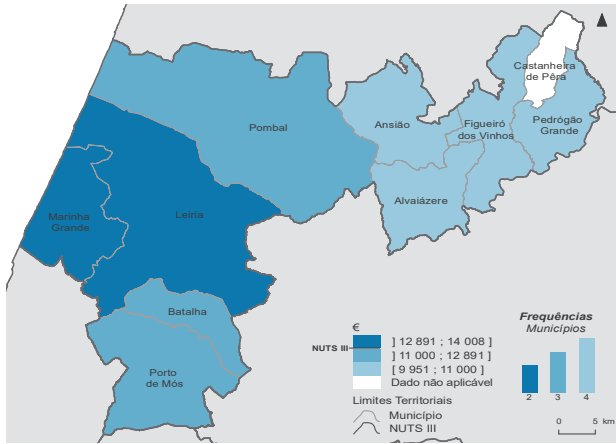 Castanheira
de Pêra
Pombal
Ansião
Figueiró
dos Vinhos
Pedrógão
Grande
Alvaiázere
Leiria
Marinha
Grande
Batalha
Porto
de Mós
€
NUTS III
] 12 891 ; 14 008 ]
] 11 000 ; 12 891 ]
[ 9 951 ; 11 000 ]
Dado não aplicável
Limites Territoriais
Município
NUTS III
Frequências
Municípios
2 3 4
0 5 km